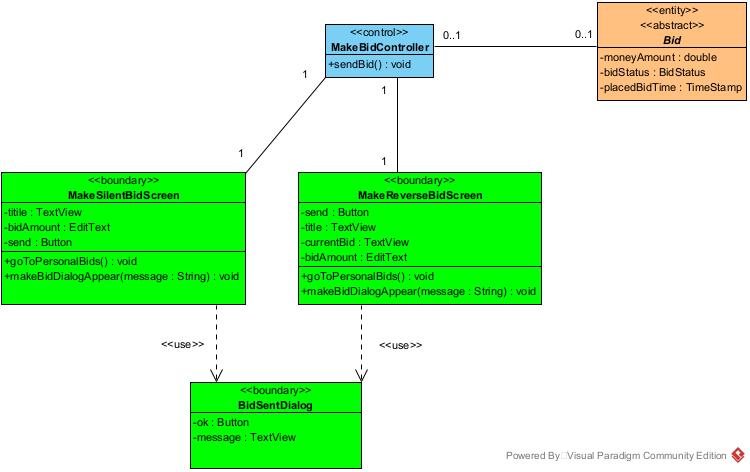 <<entity>>
<<abstract>>
Bid
-moneyAmount : double
-bidStatus : BidStatus
-placedBidTime : TimeStamp
<<control>>
MakeBidController
+sendBid() : void
0..1
0..1
1
1
1
1
<<boundary>>
MakeSilentBidScreen
-titile : TextView
-bidAmount : EditText
-send : Button
+goToPersonalBids() : void
+makeBidDialogAppear(message : String) : void
<<boundary>>
MakeReverseBidScreen
-send : Button
-title : TextView
-currentBid : TextView
-bidAmount : EditText
+goToPersonalBids() : void
+makeBidDialogAppear(message : String) : void
<<use>>
<<use>>
<<boundary>>
BidSentDialog
-ok : Button
-message : TextView
Powered By Visual Paradigm Community Edition